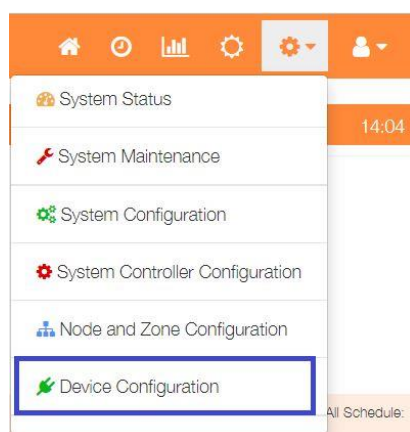 System Status
14:04
System Maintenance
System Configuration
System Controller Configuration
Node and Zone Configuration
Device Configuration
All Schedule: